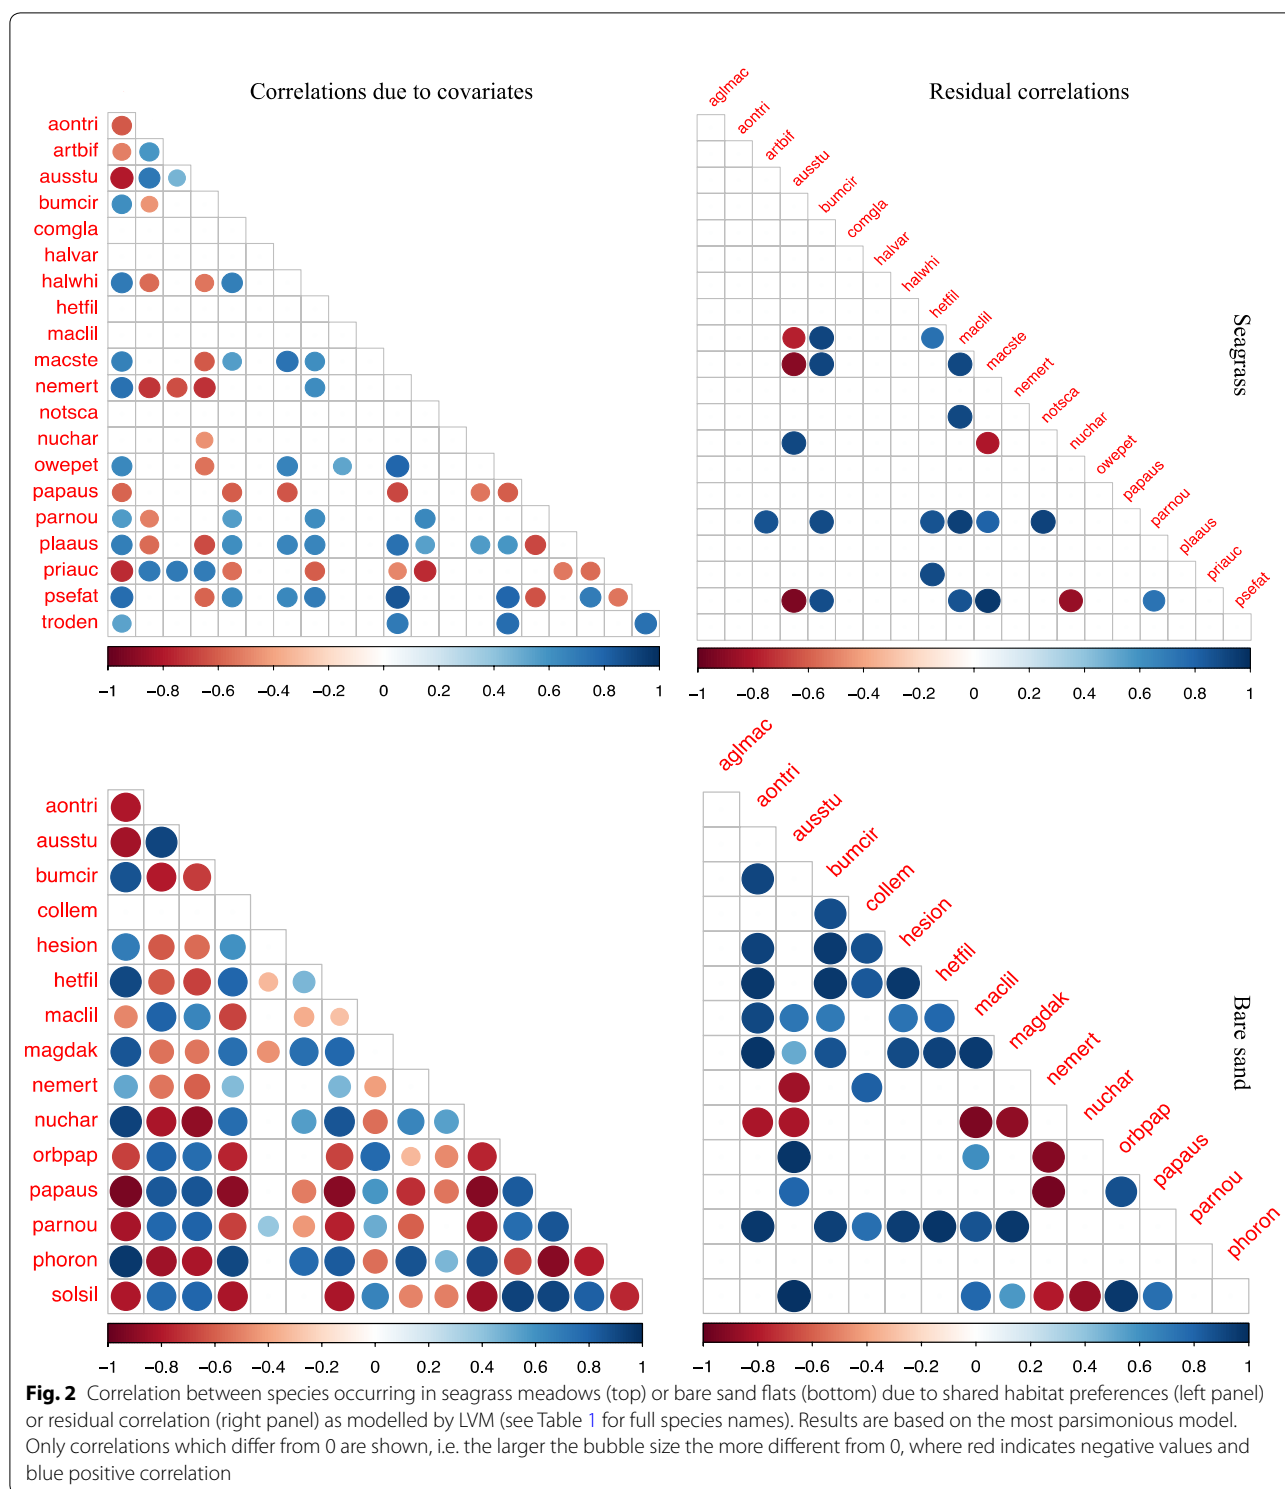 Correlations due to covariates
Residual correlations
aontri
artbif
ausstu
bumcir
comgla
halvar
halwhi
hetfil
maclil
macste
nemert
notsca
nuchar
owepet
papaus
parnou
plaaus
priauc
psefat
troden
−1 −0.8 −0.6 −0.4 −0.2 0 0.2 0.4 0.6 0.8 1
aglmac
aontri
artbif
ausstu
bumcir
comgla
halvar
halwhi
hetfil
maclil
macste
nemert
notsca
nuchar
owepet
papaus
parnou
plaaus
priauc
psefat
Seagrass
−1 −0.8 −0.6 −0.4 −0.2 0 0.2 0.4 0.6 0.8 1
aontri
ausstu
bumcir
collem
hesion
hetfil
maclil
magdak
nemert
nuchar
orbpap
papaus
parnou
phoron
solsil
−1 −0.8 −0.6 −0.4 −0.2 0 0.2 0.4 0.6 0.8 1
aglmac
aontri
ausstu
bumcir
collem
hesion
hetfil
maclil
magdak
nemert
nuchar
orbpap
papaus
parnou
phoron
Bare sand
−1 −0.8 −0.6 −0.4 −0.2 0 0.2 0.4 0.6 0.8 1
Fig. 2 Correlation between species occurring in seagrass meadows (top) or bare sand flats (bottom) due to shared habitat preferences (left panel)
or residual correlation (right panel) as modelled by LVM (see Table 1 for full species names). Results are based on the most parsimonious model.
Only correlations which differ from 0 are shown, i.e. the larger the bubble size the more different from 0, where red indicates negative values and
blue positive correlation